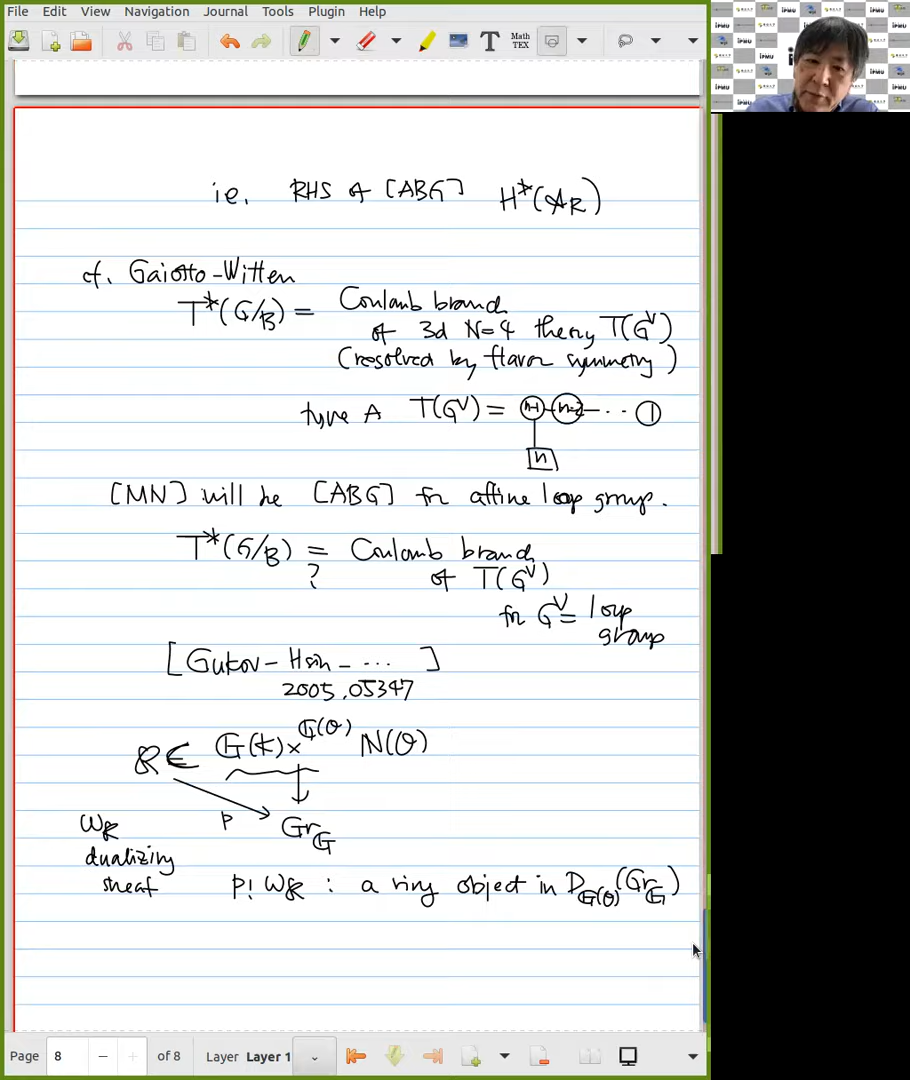 File Edit View Navigation Journal Tools Plugin Help
Math TEX
i.e. RHS of [ABG] H*(A_R)
cf. Gaiotto-Witten
T*(G/B) = Coulomb branch
of 3d N=4 theory T(G^∨)
(resolved by flavor symmetry)
type A T(G^∨) = (n-1)-(n-2)-···(1)
[n]
[MN] will be [ABG] for affine loop group.
T*(G/B) = Coulomb branch
? of T(G^∨)
for G^∨ = loop
group
[Gukov-Hsin-···]
2005.05347
R ⊂ G(K) ×^{G(O)} N(O)
p
Gr_G
ω_R
dualizing
sheaf
p! ω_R : a ring object in D_{G(O)}(Gr_G)
Page 8 of 8 Layer Layer 1